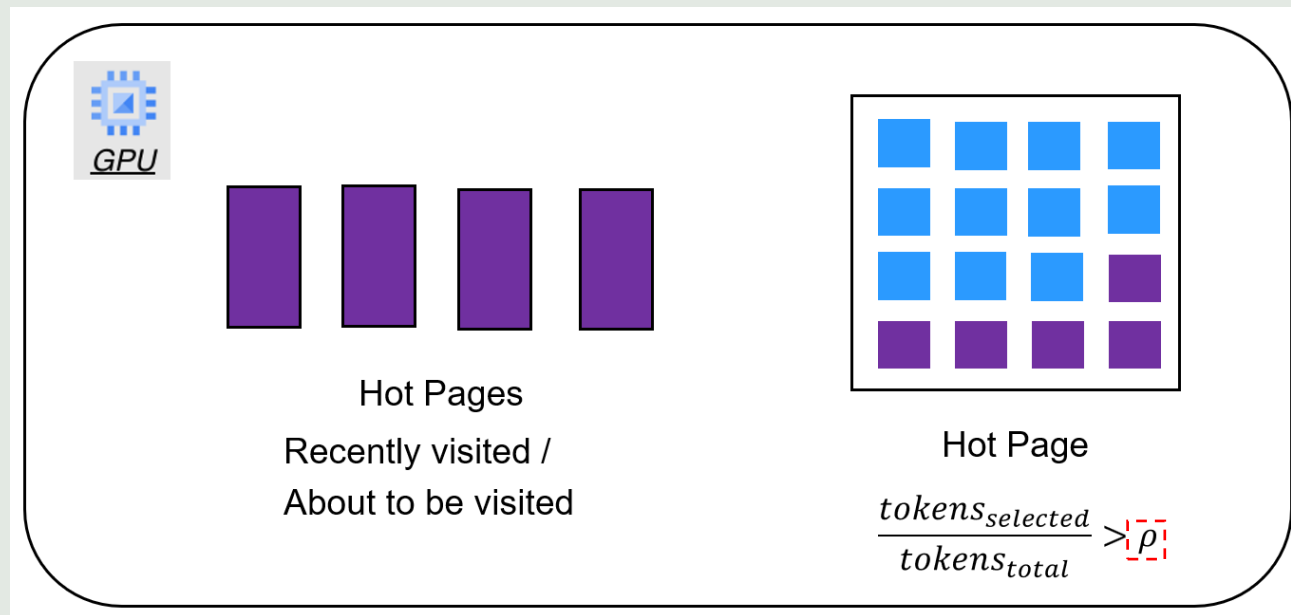 GPU
Hot Pages
Recently visited /
About to be visited
Hot Page
tokens_selected
tokens_total
> ρ